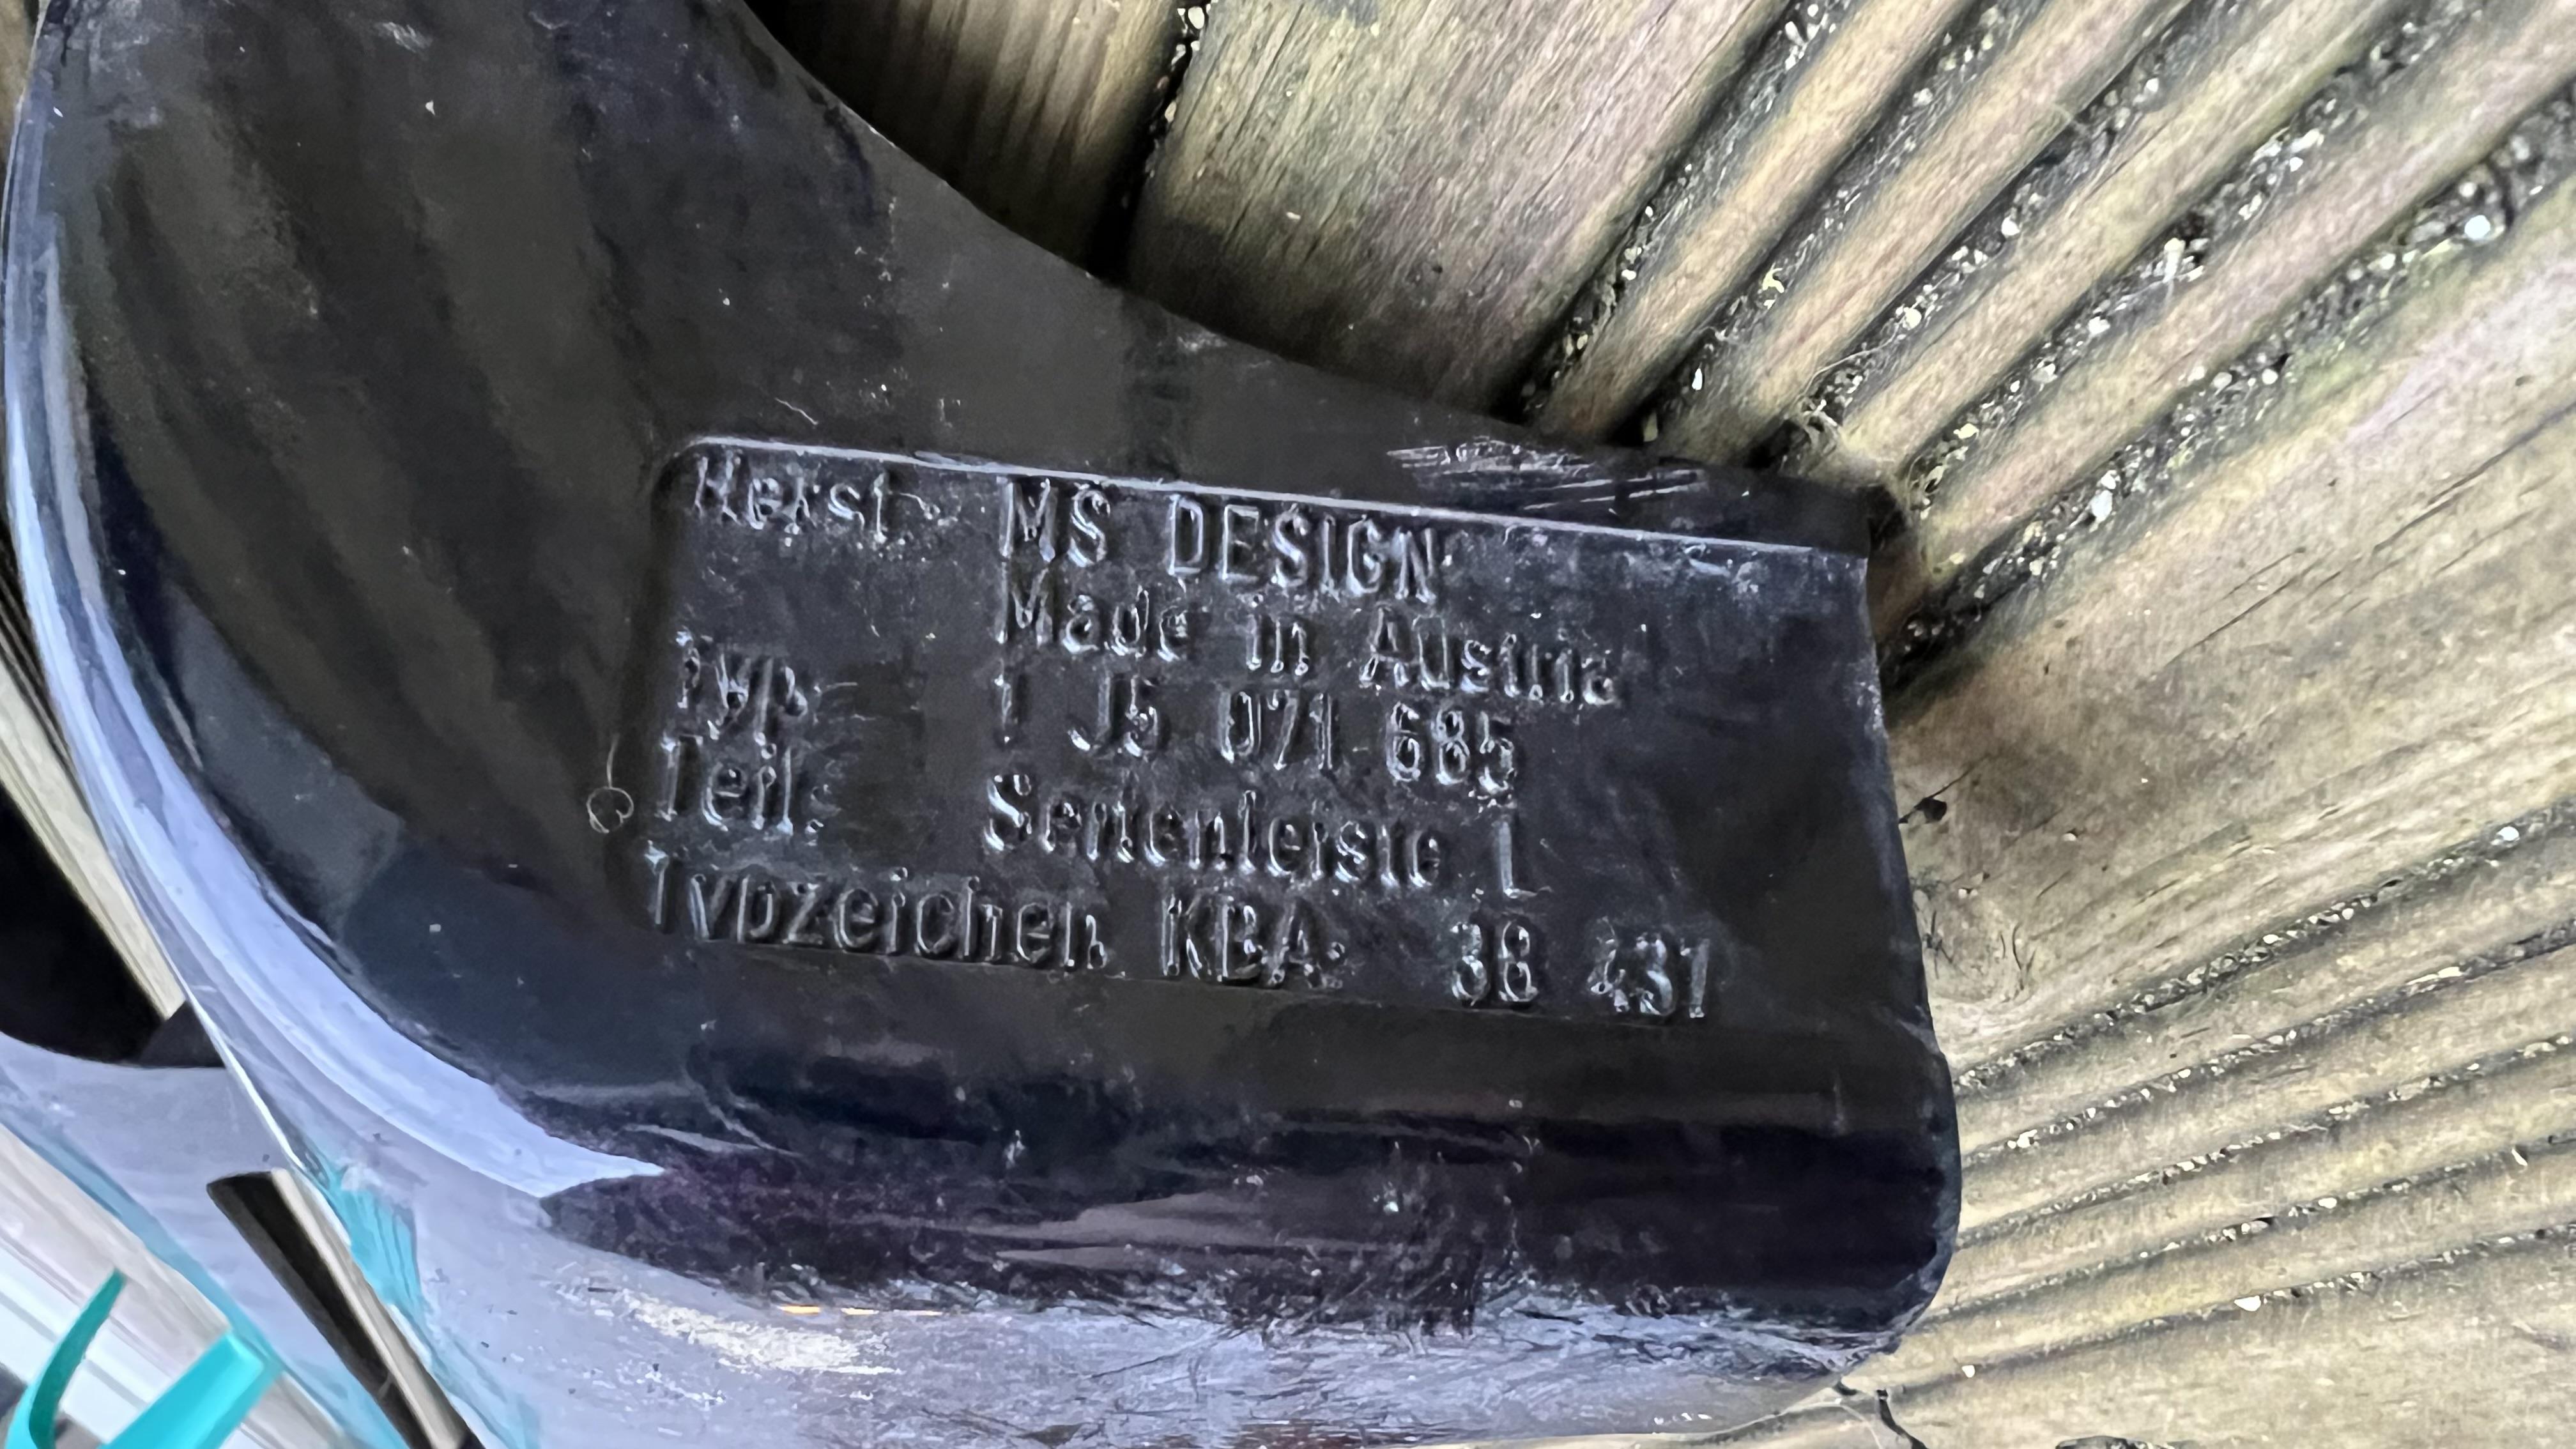 Herst. MS DESIGN
Made in Austria
Typ: 1 J5 071 685
Teil: Seitenleiste L
Typzeichen KBA: 38 431